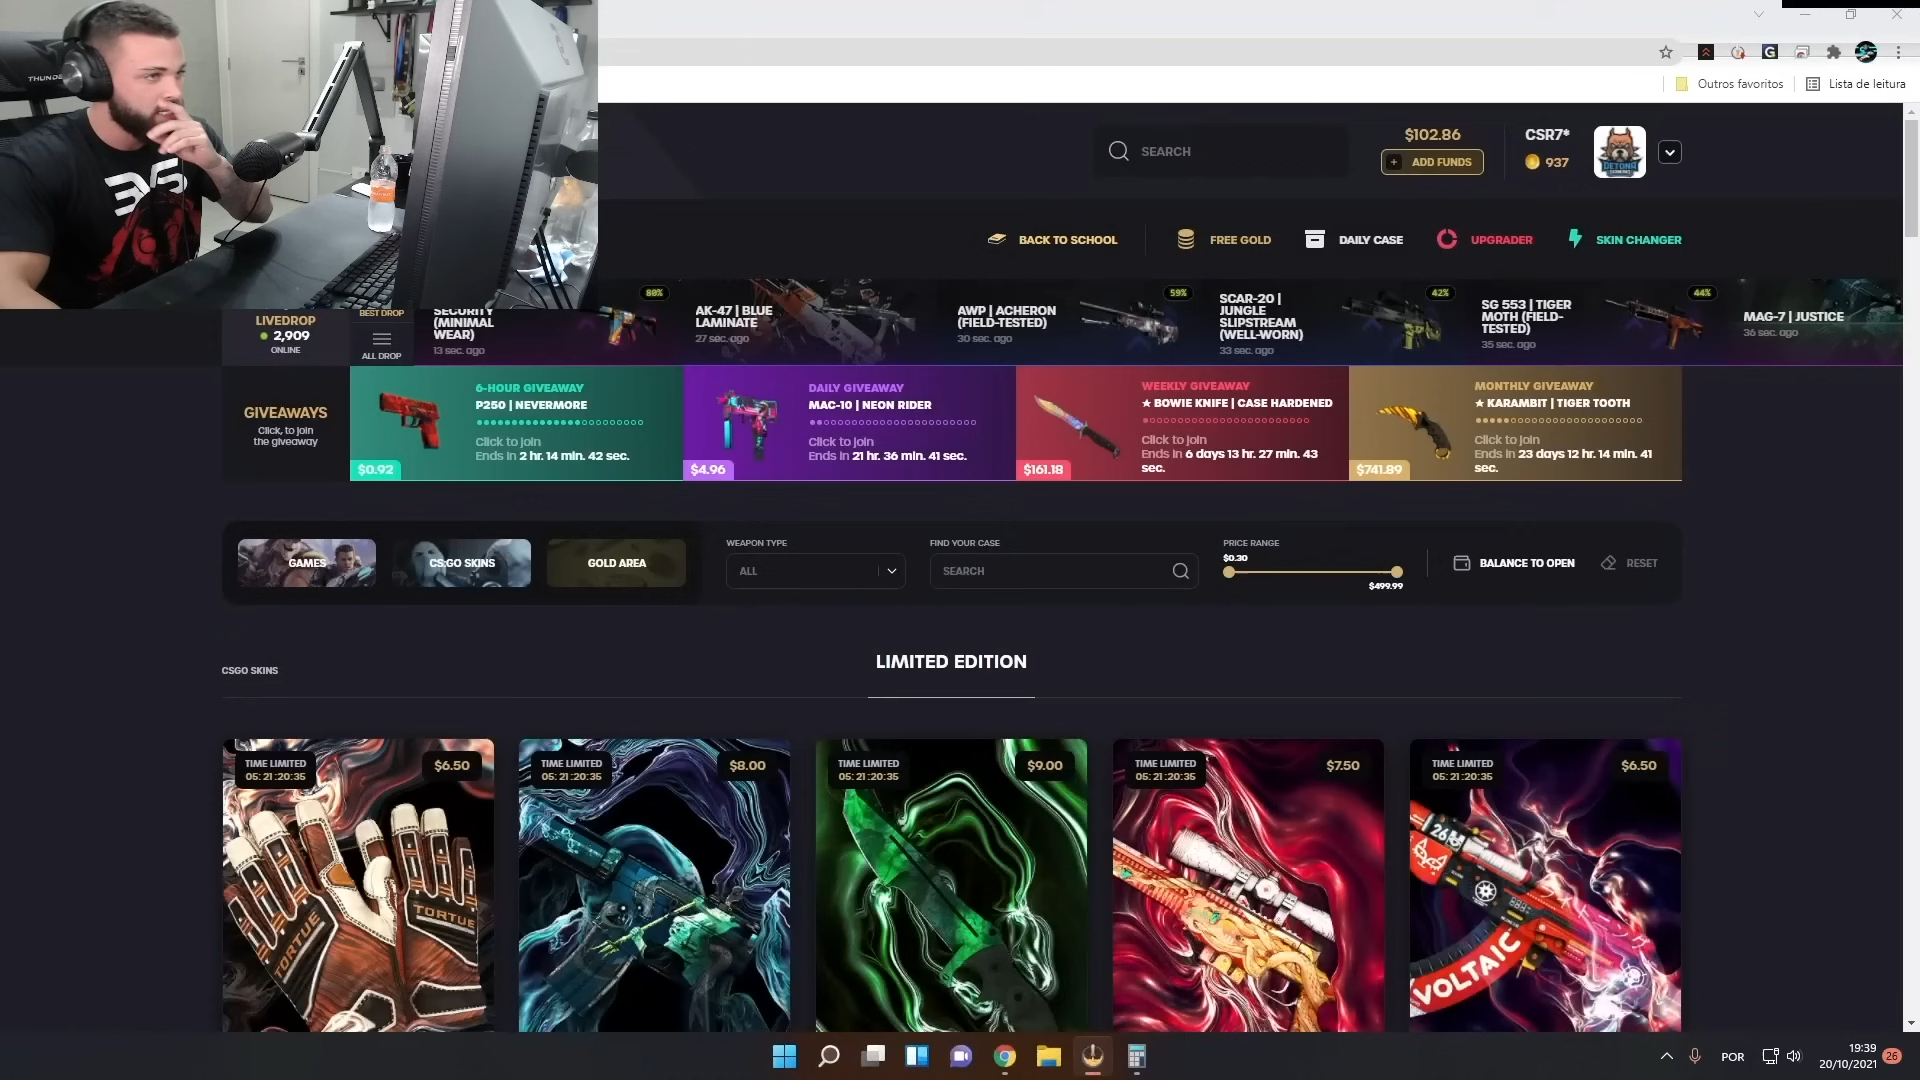 THUNDE
Outros favoritos
Lista de leitura
SEARCH
$102.86
+ ADD FUNDS
CSR7*
937
DETONA
BACK TO SCHOOL
FREE GOLD
DAILY CASE
UPGRADER
SKIN CHANGER
LIVEDROP
2,909
ONLINE
BEST DROP
ALL DROP
SECURITY
(MINIMAL
WEAR)
13 sec. ago
80%
AK-47 | BLUE
LAMINATE
27 sec. ago
AWP | ACHERON
(FIELD-TESTED)
30 sec. ago
59%
SCAR-20 |
JUNGLE
SLIPSTREAM
(WELL-WORN)
33 sec. ago
42%
SG 553 | TIGER
MOTH (FIELD-
TESTED)
35 sec. ago
44%
MAG-7 | JUSTICE
36 sec. ago
GIVEAWAYS
Click, to join
the giveaway
6-HOUR GIVEAWAY
P250 | NEVERMORE
Click to join
Ends in 2 hr. 14 min. 42 sec.
$0.92
DAILY GIVEAWAY
MAC-10 | NEON RIDER
Click to join
Ends in 21 hr. 36 min. 41 sec.
$4.96
WEEKLY GIVEAWAY
★ BOWIE KNIFE | CASE HARDENED
Click to join
Ends in 6 days 13 hr. 27 min. 43
sec.
$161.18
MONTHLY GIVEAWAY
★ KARAMBIT | TIGER TOOTH
Click to join
Ends in 23 days 12 hr. 14 min. 41
sec.
$741.89
GAMES
CS:GO SKINS
GOLD AREA
WEAPON TYPE
ALL
FIND YOUR CASE
SEARCH
PRICE RANGE
$0.30
$499.99
BALANCE TO OPEN
RESET
CSGO SKINS
LIMITED EDITION
TIME LIMITED
05: 21 :20:35
$6.50
TORTUE
TORTUE
TIME LIMITED
05: 21 :20:35
$8.00
TIME LIMITED
05: 21 :20:35
$9.00
TIME LIMITED
05: 21 :20:35
$7.50
TIME LIMITED
05: 21 :20:35
$6.50
26
VOLTAIC
POR
19:39
20/10/2021
26